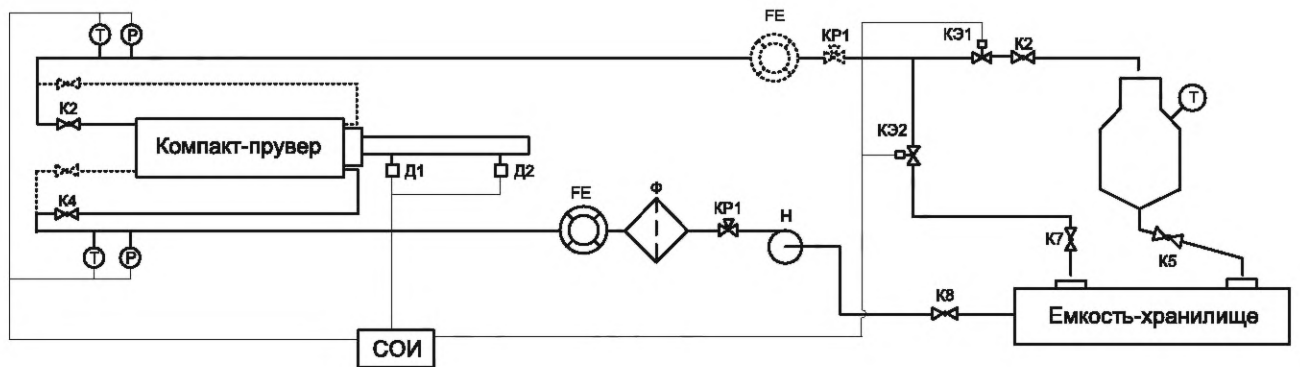 FE
КР1
КЭ1
К2
Т
Р
Т
К2
Компакт-прувер
КЭ2
Д1
Д2
К4
FE
Ф
КР1
Н
К7
К5
Т
Р
К8
Емкость-хранилище
СОИ